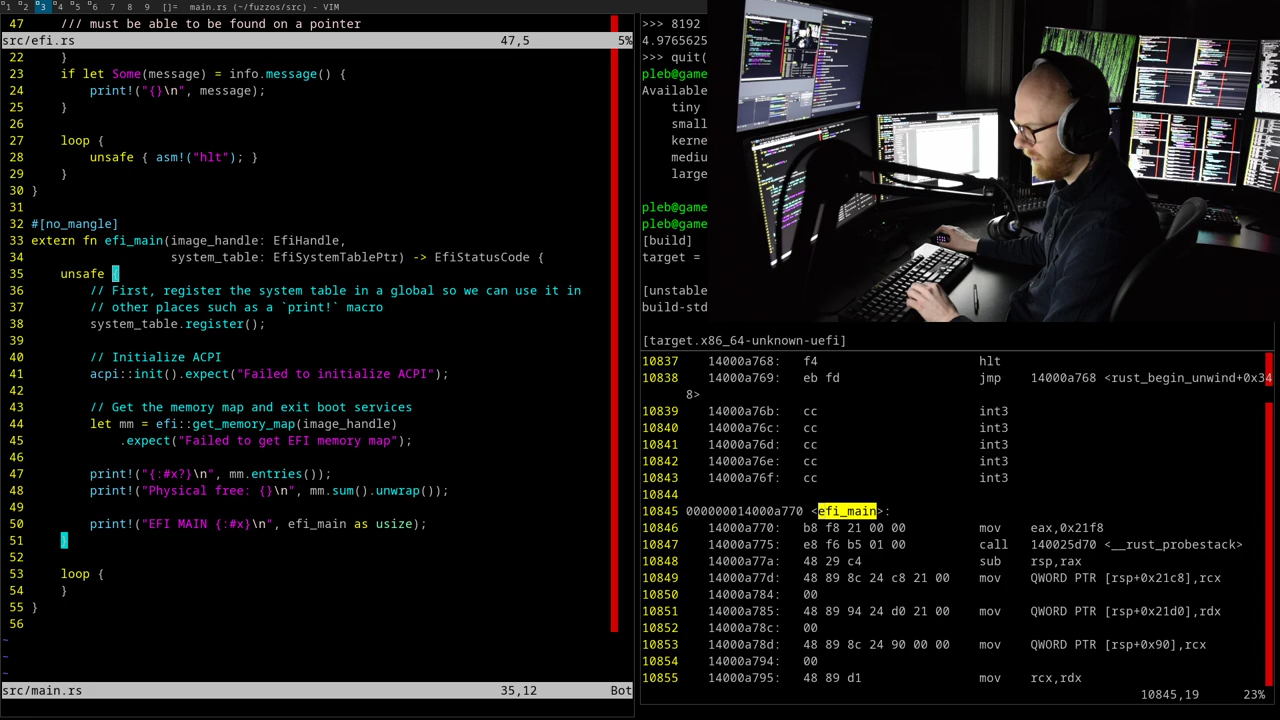 1 2 3 4 5 6 7 8 9 []= main.rs (~/fuzzos/src) - VIM
47 /// must be able to be found on a pointer
src/efi.rs 47,5 5%
22 }
23 if let Some(message) = info.message() {
24 print!("{}\n", message);
25 }
26
27 loop {
28 unsafe { asm!("hlt"); }
29 }
30 }
31
32 #[no_mangle]
33 extern fn efi_main(image_handle: EfiHandle,
34 system_table: EfiSystemTablePtr) -> EfiStatusCode {
35 unsafe {
36 // First, register the system table in a global so we can use it in
37 // other places such as a `print!` macro
38 system_table.register();
39
40 // Initialize ACPI
41 acpi::init().expect("Failed to initialize ACPI");
42
43 // Get the memory map and exit boot services
44 let mm = efi::get_memory_map(image_handle)
45 .expect("Failed to get EFI memory map");
46
47 print!("{:#x?}\n", mm.entries());
48 print!("Physical free: {}\n", mm.sum().unwrap());
49
50 print!("EFI MAIN {:#x}\n", efi_main as usize);
51 }
52
53 loop {
54 }
55 }
56
~
~
~
src/main.rs 35,12 Bot
>>> 8192
4.9765625
>>> quit(
pleb@game
Available
tiny
small
kerne
mediu
large
pleb@game
pleb@game
[build]
target =
[unstable
build-std
[target.x86_64-unknown-uefi]
10837 14000a768: f4 hlt
10838 14000a769: eb fd jmp 14000a768 <rust_begin_unwind+0x34
8>
10839 14000a76b: cc int3
10840 14000a76c: cc int3
10841 14000a76d: cc int3
10842 14000a76e: cc int3
10843 14000a76f: cc int3
10844
10845 000000014000a770 <efi_main>:
10846 14000a770: b8 f8 21 00 00 mov eax,0x21f8
10847 14000a775: e8 f6 b5 01 00 call 140025d70 <__rust_probestack>
10848 14000a77a: 48 29 c4 sub rsp,rax
10849 14000a77d: 48 89 8c 24 c8 21 00 mov QWORD PTR [rsp+0x21c8],rcx
10850 14000a784: 00
10851 14000a785: 48 89 94 24 d0 21 00 mov QWORD PTR [rsp+0x21d0],rdx
10852 14000a78c: 00
10853 14000a78d: 48 89 8c 24 90 00 00 mov QWORD PTR [rsp+0x90],rcx
10854 14000a794: 00
10855 14000a795: 48 89 d1 mov rcx,rdx
10845,19 23%